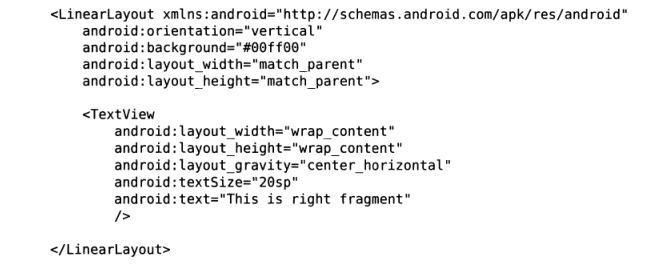 <LinearLayout xmlns:android="http://schemas.android.com/apk/res/android"
    android:orientation="vertical"
    android:background="#00ff00"
    android:layout_width="match_parent"
    android:layout_height="match_parent">

    <TextView
        android:layout_width="wrap_content"
        android:layout_height="wrap_content"
        android:layout_gravity="center_horizontal"
        android:textSize="20sp"
        android:text="This is right fragment"
        />

</LinearLayout>